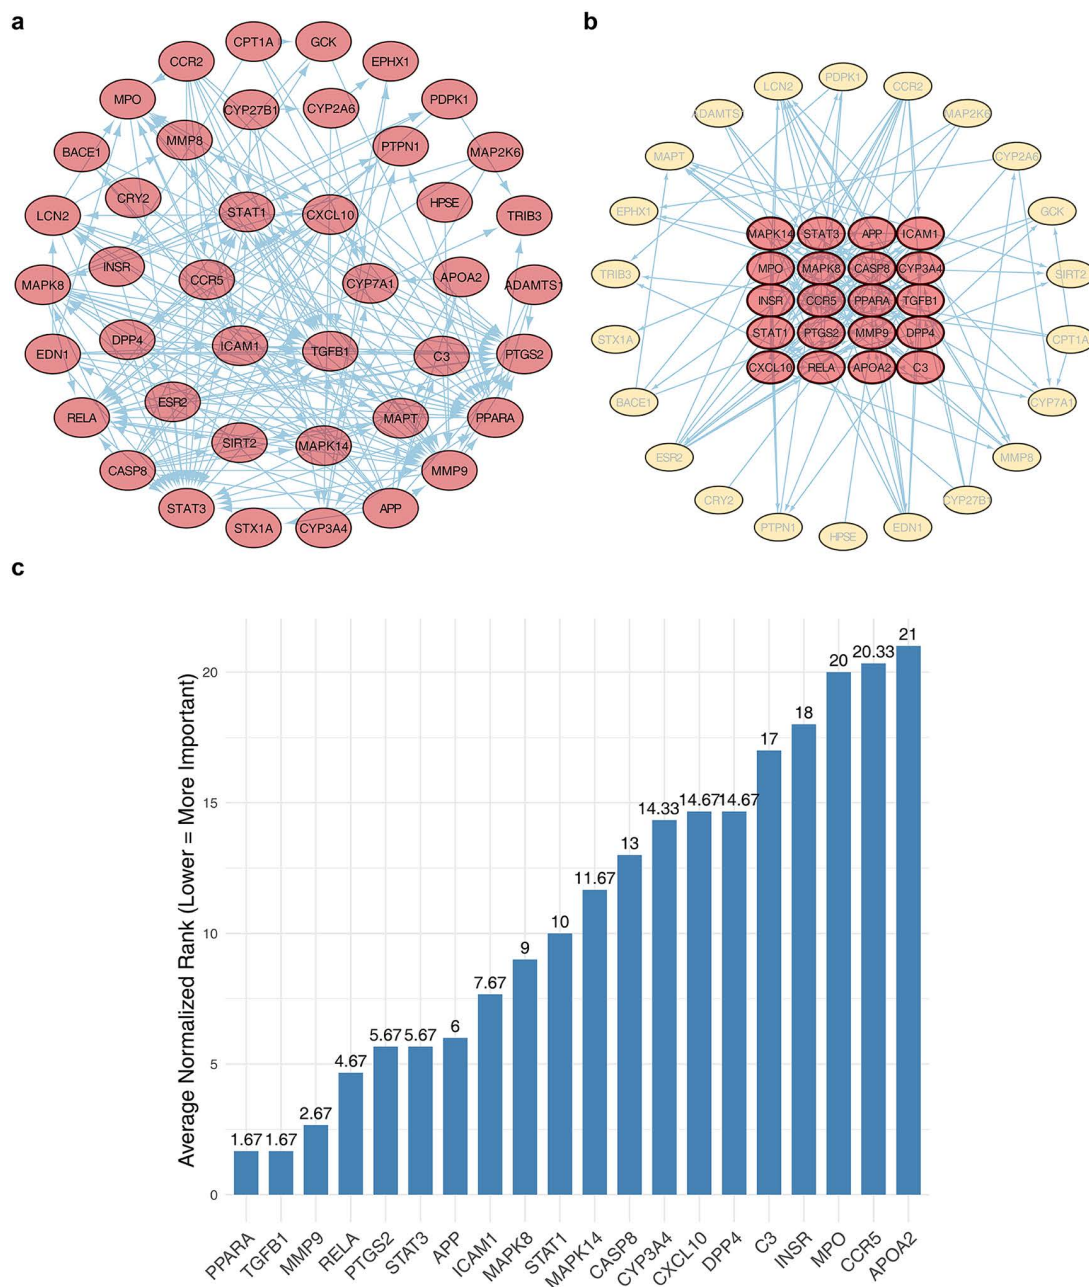 a
CPT1A
GCK
CCR2
EPHX1
MPO
CYP27B1
CYP2A6
PDPK1
BACE1
MMP8
PTPN1
MAP2K6
LCN2
CRY2
STAT1
CXCL10
HPSE
TRIB3
MAPK8
INSR
CCR5
CYP7A1
APOA2
ADAMTS1
EDN1
DPP4
ICAM1
TGFB1
C3
PTGS2
RELA
ESR2
MAPT
PPARA
CASP8
SIRT2
MAPK14
MMP9
STAT3
STX1A
CYP3A4
APP
b
PDPK1
LCN2
CCR2
ADAMTS1
MAP2K6
MAPT
CYP2A6
EPHX1
GCK
TRIB3
SIRT2
STX1A
CPT1A
BACE1
CYP7A1
ESR2
MMP8
CRY2
CYP27B1
PTPN1
HPSE
EDN1
MAPK14 STAT3 APP ICAM1
MPO MAPK8 CASP8 CYP3A4
INSR CCR5 PPARA TGFB1
STAT1 PTGS2 MMP9 DPP4
CXCL10 RELA APOA2 C3
c
Average Normalized Rank (Lower = More Important)
20
15
10
5
0
1.67 1.67 2.67 4.67 5.67 5.67 6 7.67 9 10 11.67 13 14.33 14.67 14.67 17 18 20 20.33 21
PPARA TGFB1 MMP9 RELA PTGS2 STAT3 APP ICAM1 MAPK8 STAT1 MAPK14 CASP8 CYP3A4 CXCL10 DPP4 C3 INSR MPO CCR5 APOA2